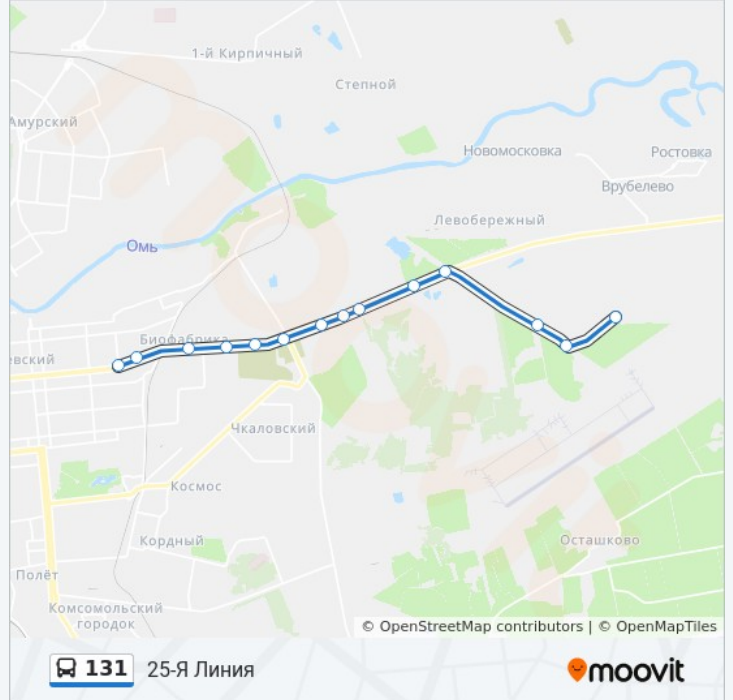 1-й Кирпичный
Степной
Амурский
Новомосковка
Ростовка
Врубелево
Левобережный
Омь
Биофабрика
евский
Чкаловский
Космос
Кордный
Осташково
Полёт
Комсомольский
городок
© OpenStreetMap contributors | © OpenMapTiles
131 25-Я Линия
moovit